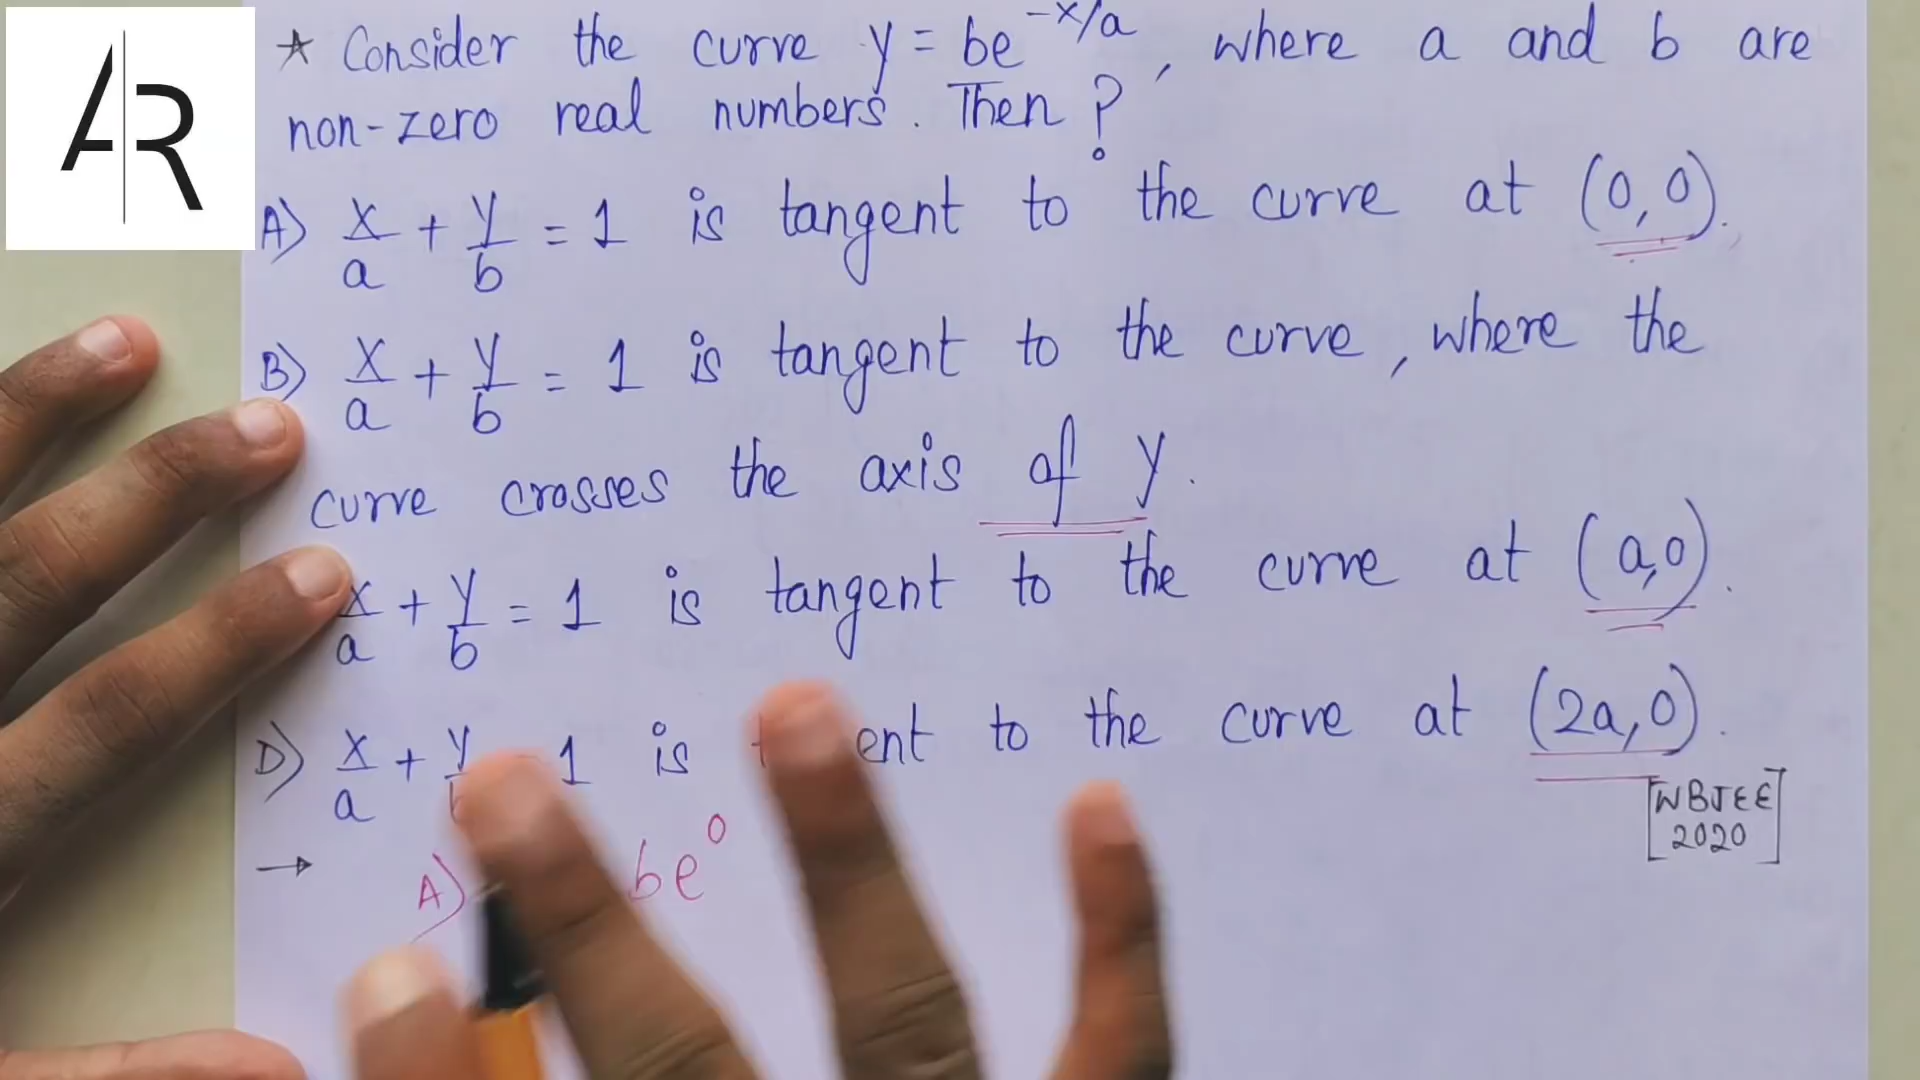 AR
★ Consider the curve y = be^{-x/a}, where a and b are
non-zero real numbers. Then ?
A) x/a + y/b = 1 is tangent to the curve at (0,0).
B) x/a + y/b = 1 is tangent to the curve, where the
curve crosses the axis of y.
x/a + y/b = 1 is tangent to the curve at (a,0).
D) x/a + y 1 is ent to the curve at (2a,0).
[WBJEE
2020]
→ A) be^0